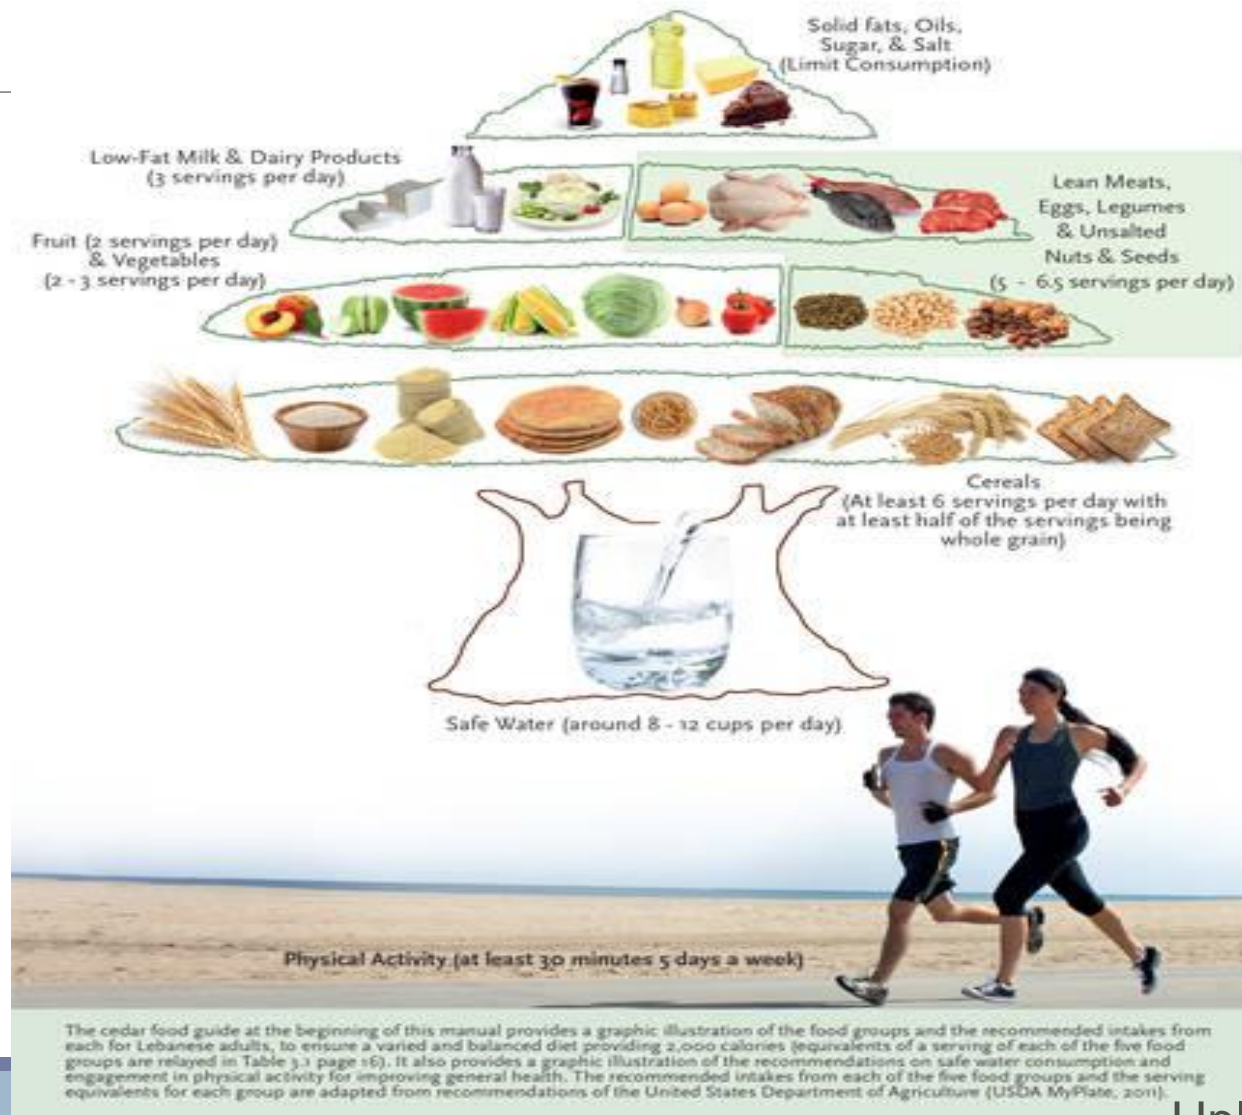 Solid fats, Oils,
Sugar, & Salt
(Limit Consumption)
Low-Fat Milk & Dairy Products
(3 servings per day)
Lean Meats,
Eggs, Legumes
& Unsalted
Nuts & Seeds
(5 - 6.5 servings per day)
Fruit (2 servings per day)
& Vegetables
(2 - 3 servings per day)
Cereals
(At least 6 servings per day with
at least half of the servings being
whole grain)
Safe Water (around 8 - 12 cups per day)
Physical Activity (at least 30 minutes 5 days a week)
The cedar food guide at the beginning of this manual provides a graphic illustration of the food groups and the recommended intakes from
each for Lebanese adults, to ensure a varied and balanced diet providing 2,000 calories (equivalents of a serving of each of the five food
groups are relayed in Table 3.1 page 16). It also provides a graphic illustration of the recommendations on safe water consumption and
engagement in physical activity for improving general health. The recommended intakes from each of the five food groups and the serving
equivalents for each group are adapted from recommendations of the United States Department of Agriculture (USDA MyPlate, 2011).